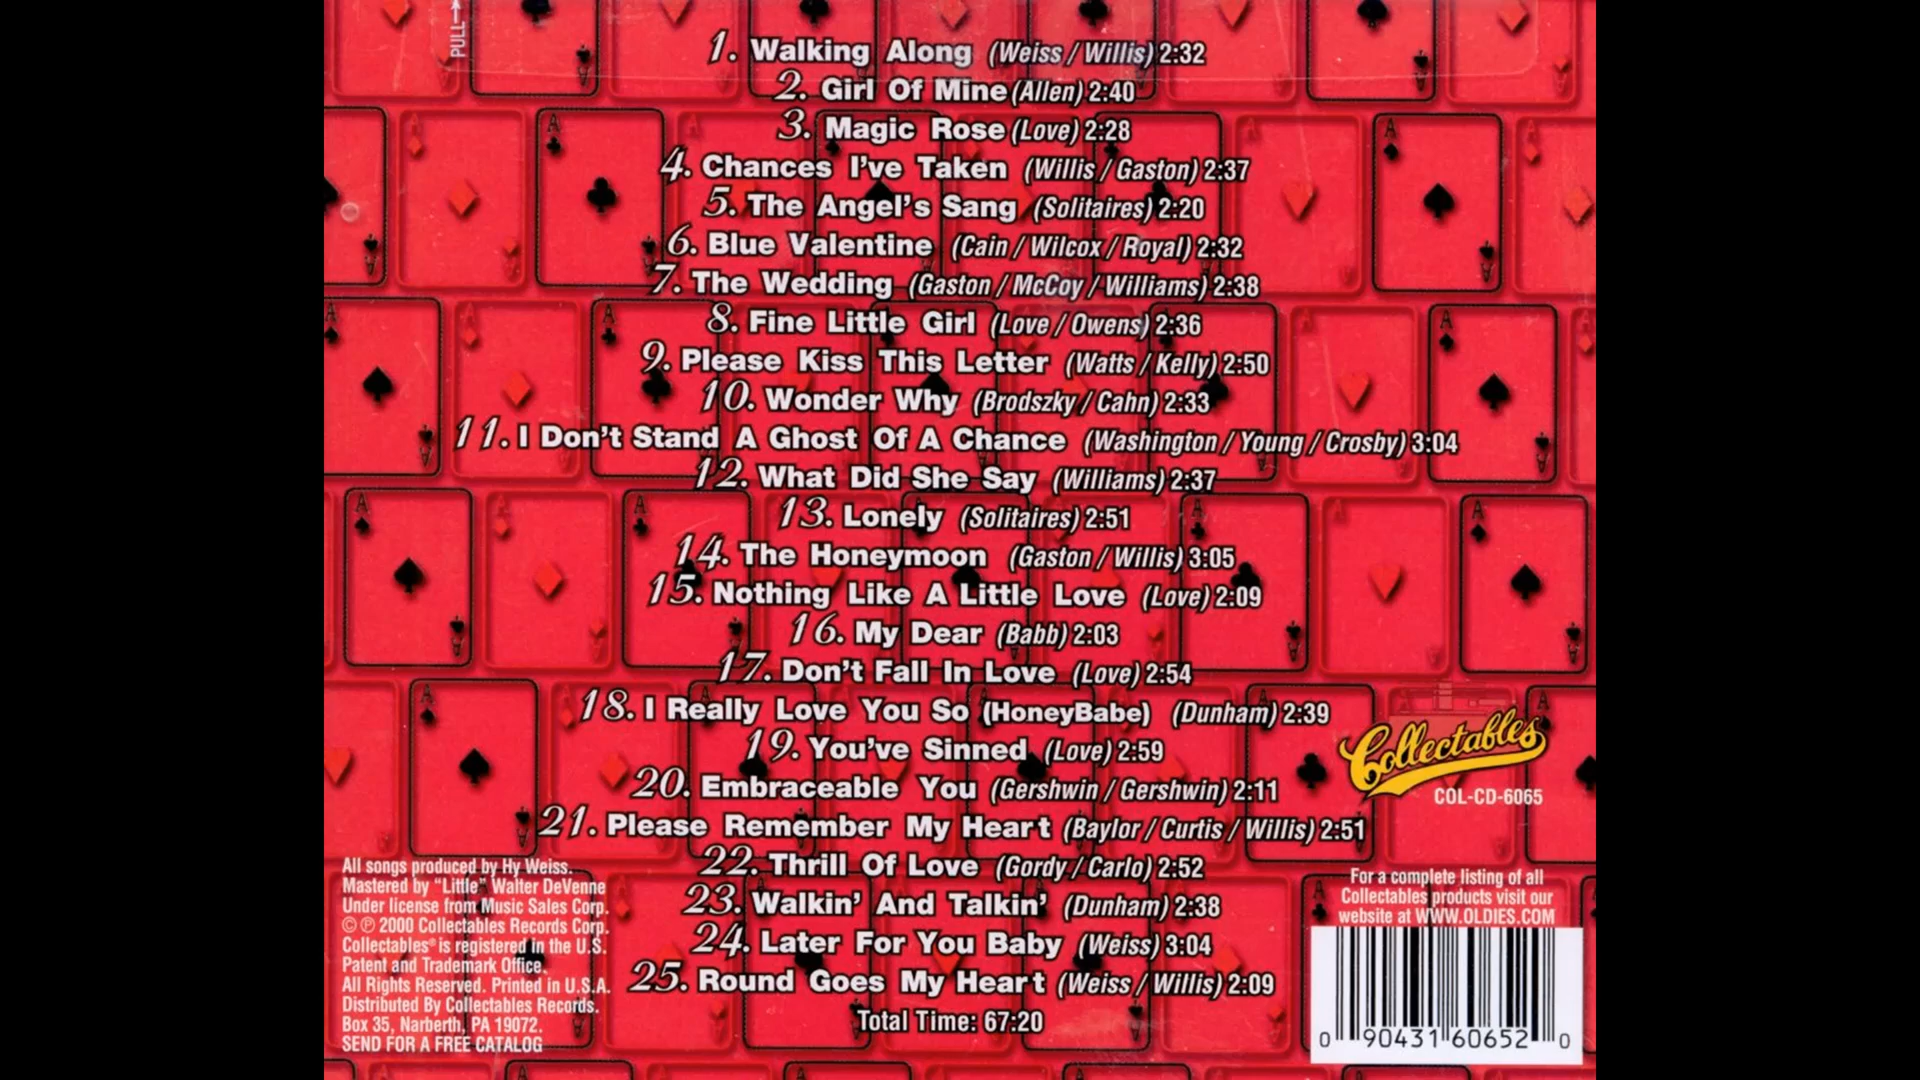 PULL→
1. Walking Along (Weiss / Willis) 2:32
2. Girl Of Mine (Allen) 2:40
3. Magic Rose (Love) 2:28
4. Chances I've Taken (Willis / Gaston) 2:37
5. The Angel's Sang (Solitaires) 2:20
6. Blue Valentine (Cain / Wilcox / Royal) 2:32
7. The Wedding (Gaston / McCoy / Williams) 2:38
8. Fine Little Girl (Love / Owens) 2:36
9. Please Kiss This Letter (Watts / Kelly) 2:50
10. Wonder Why (Brodszky / Cahn) 2:33
11. I Don't Stand A Ghost Of A Chance (Washington / Young / Crosby) 3:04
12. What Did She Say (Williams) 2:37
13. Lonely (Solitaires) 2:51
14. The Honeymoon (Gaston / Willis) 3:05
15. Nothing Like A Little Love (Love) 2:09
16. My Dear (Babb) 2:03
17. Don't Fall In Love (Love) 2:54
18. I Really Love You So (HoneyBabe) (Dunham) 2:39
19. You've Sinned (Love) 2:59
20. Embraceable You (Gershwin / Gershwin) 2:11
21. Please Remember My Heart (Baylor / Curtis / Willis) 2:51
22. Thrill Of Love (Gordy / Carlo) 2:52
23. Walkin' And Talkin' (Dunham) 2:38
24. Later For You Baby (Weiss) 3:04
25. Round Goes My Heart (Weiss / Willis) 2:09
Total Time: 67:20
All songs produced by Hy Weiss.
Mastered by "Little" Walter DeVenne
Under license from Music Sales Corp.
© ℗ 2000 Collectables Records Corp.
Collectables® is registered in the U.S.
Patent and Trademark Office.
All Rights Reserved. Printed in U.S.A.
Distributed By Collectables Records.
Box 35, Narberth, PA 19072.
SEND FOR A FREE CATALOG
Collectables
COL-CD-6065
For a complete listing of all
Collectables products visit our
website at WWW.OLDIES.COM
0 90431 60652 0